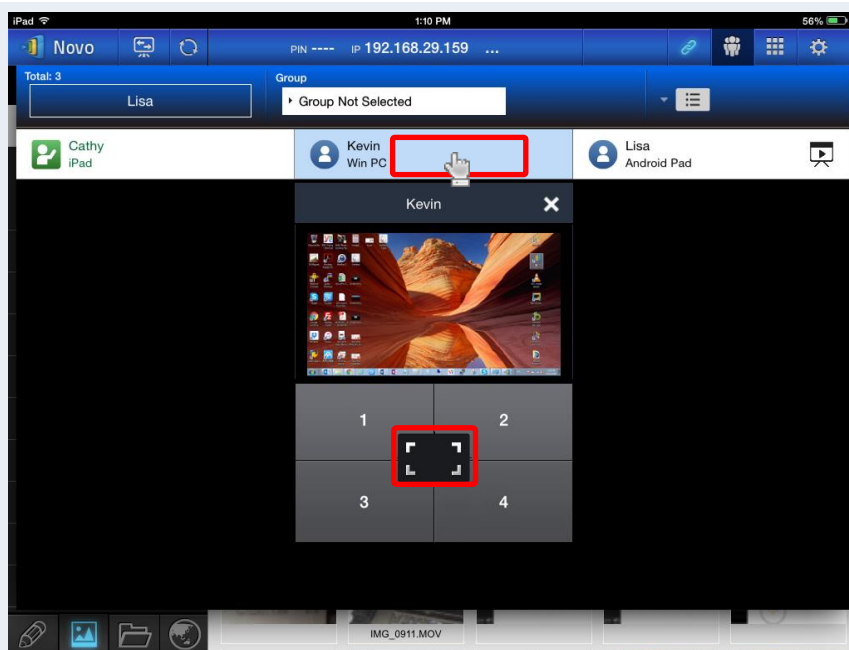 iPad 1:10 PM 56%
Novo PIN ---- IP 192.168.29.159 ...
Total: 3 Group
Lisa Group Not Selected
Cathy Kevin Lisa
iPad Win PC Android Pad
Kevin
1 2
3 4
IMG_0911.MOV